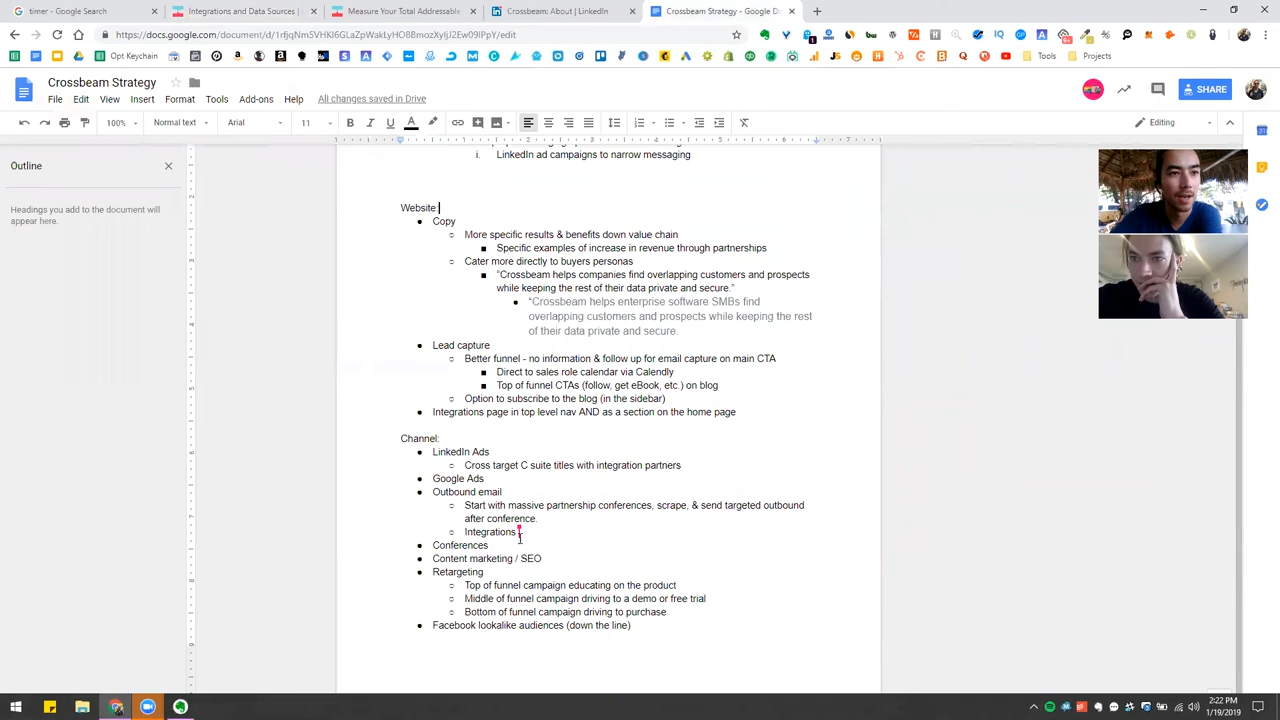 timer - Google Search
Integrations and Data Sources |
Measure Your Total Addressable
Crossbeam: About | LinkedIn
Crossbeam Strategy - Google Do
https://docs.google.com/document/d/1rfjqNm5VHKl6GLaZpWakLyHO8BmozXyIjJ2Ew09IPpY/edit
Opt Keychain
Tools
Projects
Crossbeam Strategy
File Edit View Insert Format Tools Add-ons Help All changes saved in Drive
SHARE
100% Normal text Arial 11
Editing
Outline
Headings you add to the document will
appear here.
i. LinkedIn ad campaigns to narrow messaging
Website:
Copy
More specific results & benefits down value chain
Specific examples of increase in revenue through partnerships
Cater more directly to buyers personas
“Crossbeam helps companies find overlapping customers and prospects
while keeping the rest of their data private and secure.”
“Crossbeam helps enterprise software SMBs find
overlapping customers and prospects while keeping the rest
of their data private and secure.
Lead capture
Better funnel - no information & follow up for email capture on main CTA
Direct to sales role calendar via Calendly
Top of funnel CTAs (follow, get eBook, etc.) on blog
Option to subscribe to the blog (in the sidebar)
Integrations page in top level nav AND as a section on the home page
Channel:
LinkedIn Ads
Cross target C suite titles with integration partners
Google Ads
Outbound email
Start with massive partnership conferences, scrape, & send targeted outbound
after conference.
Integrations
Conferences
Content marketing / SEO
Retargeting
Top of funnel campaign educating on the product
Middle of funnel campaign driving to a demo or free trial
Bottom of funnel campaign driving to purchase
Facebook lookalike audiences (down the line)
2:22 PM
1/19/2019